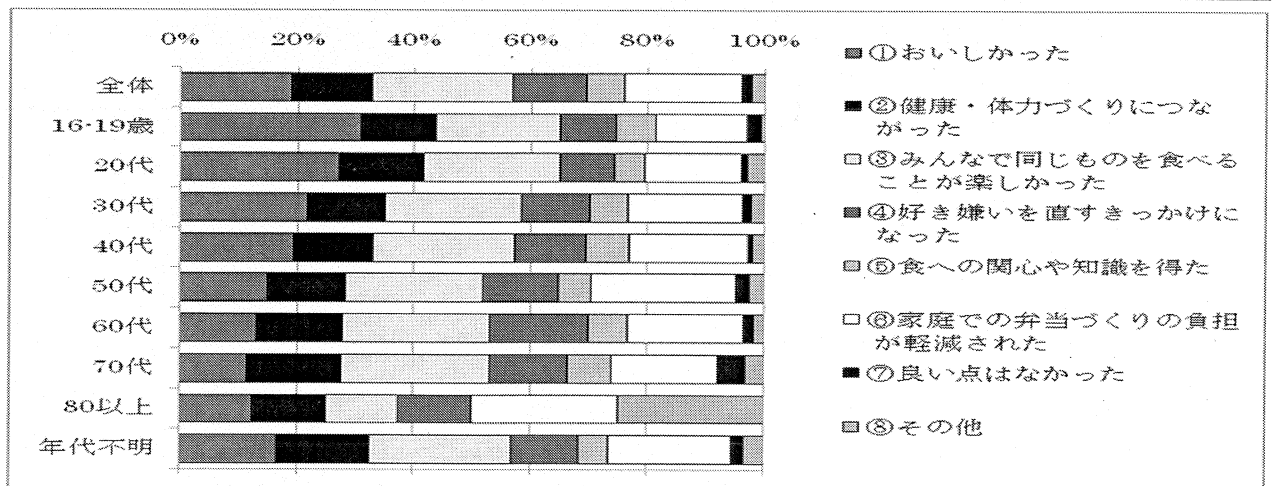 0% 20% 40% 60% 80% 100%
全体
16-19歳
20代
30代
40代
50代
60代
70代
80以上
年代不明
①おいしかった
②健康・体力づくりにつな
がった
③みんなで同じものを食べる
ことが楽しかった
④好き嫌いを直すきっかけに
なった
⑤食への関心や知識を得た
⑥家庭での弁当づくりの負担
が軽減された
⑦良い点はなかった
⑧その他